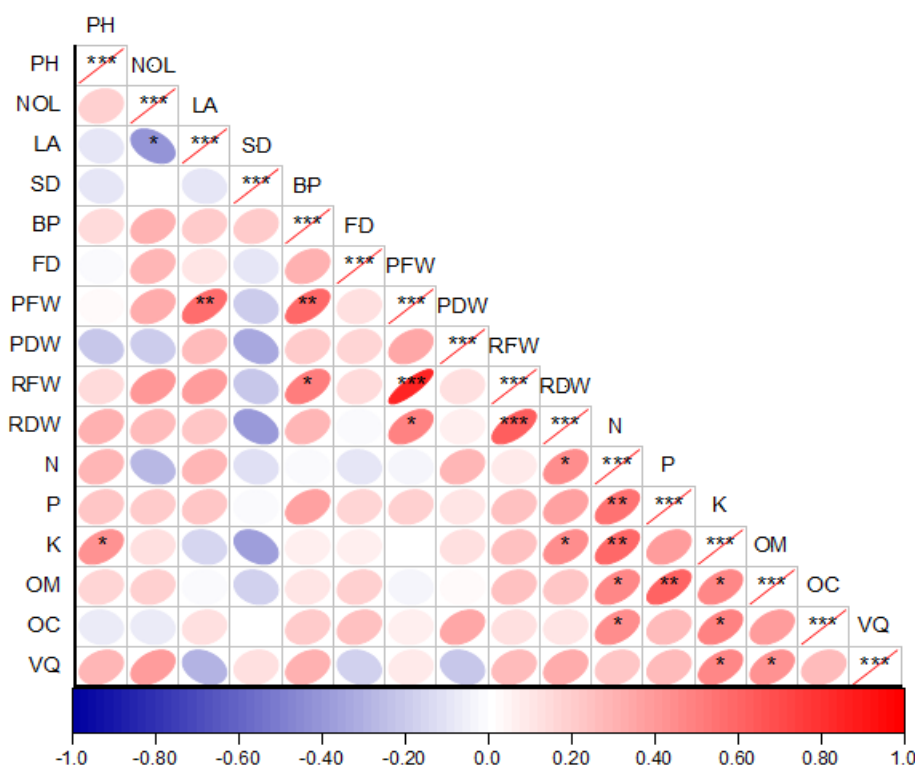 PH
PH *** NOL
NOL *** LA
LA * *** SD
SD *** BP
BP *** FD
FD *** PFW
PFW ** ** *** PDW
PDW *** RFW
RFW * *** *** RDW
RDW * *** *** N
N * *** P
P ** *** K
K * * ** *** OM
OM * ** * *** OC
OC * * *** VQ
VQ * * ***
-1.0 -0.80 -0.60 -0.40 -0.20 0.0 0.20 0.40 0.60 0.80 1.0